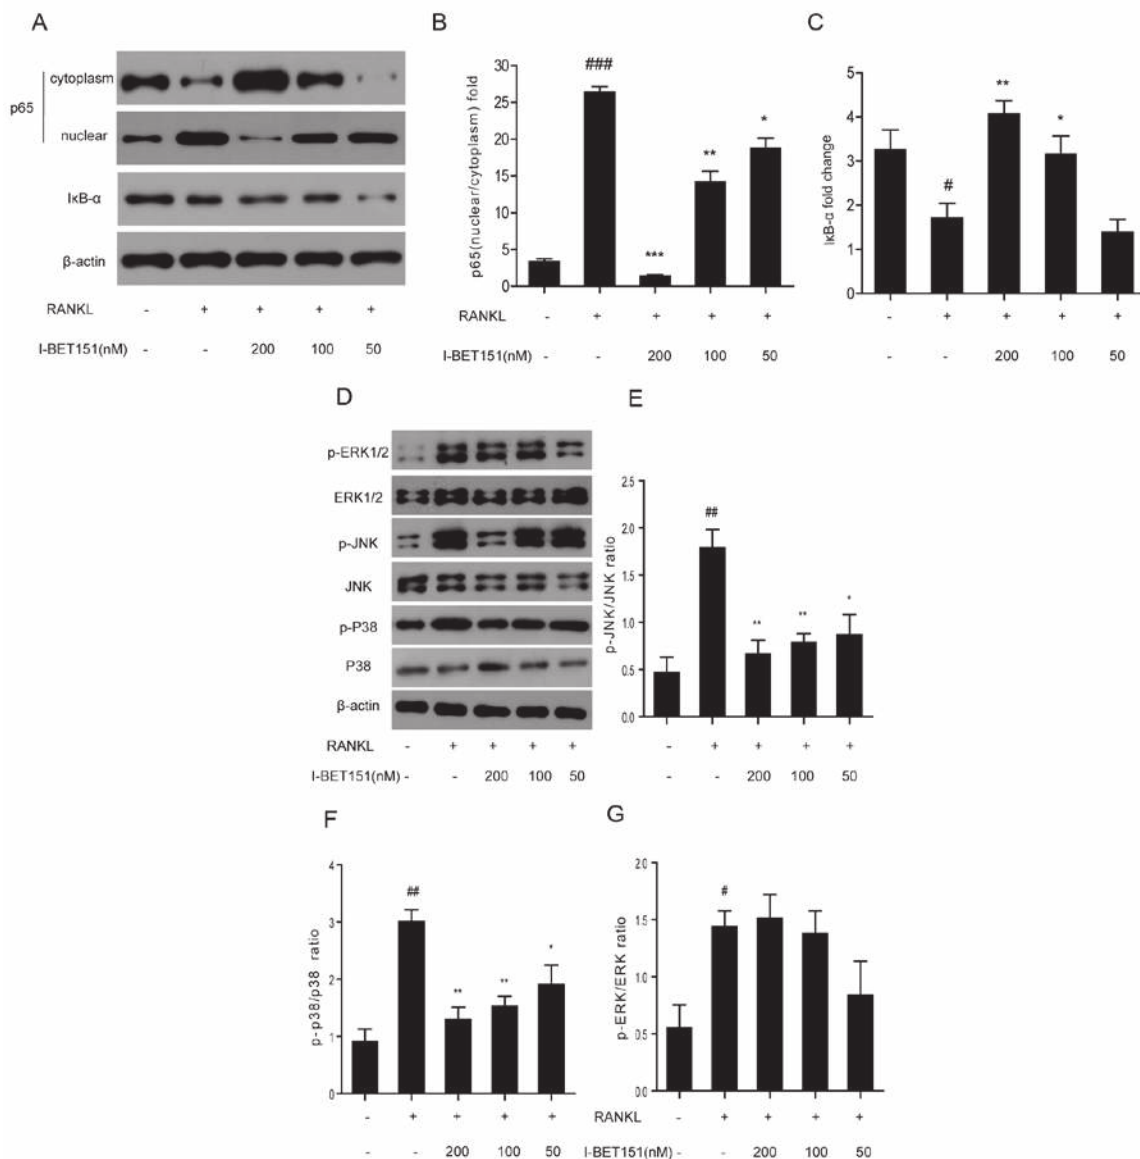 A
p65
cytoplasm
nuclear
IκB-α
β-actin
RANKL - + + + +
I-BET151(nM) - - 200 100 50
B
p65(nuclear/cytoplasm) fold
30
25
20
15
10
5
0
###
***
**
*
RANKL - + + + +
I-BET151(nM) - - 200 100 50
C
IκB-α fold change
5
4
3
2
1
0
#
**
*
- + + + +
- - 200 100 50
D
p-ERK1/2
ERK1/2
p-JNK
JNK
p-P38
P38
β-actin
RANKL - + + + +
I-BET151(nM) - - 200 100 50
E
p-JNK/JNK ratio
2.5
2.0
1.5
1.0
0.5
0.0
##
**
**
*
- + + + +
- - 200 100 50
F
p-p38/p38 ratio
4
3
2
1
0
##
**
**
*
- + + + +
- - 200 100 50
G
p-ERK/ERK ratio
2.0
1.5
1.0
0.5
0.0
#
RANKL - + + + +
I-BET151(nM) - - 200 100 50